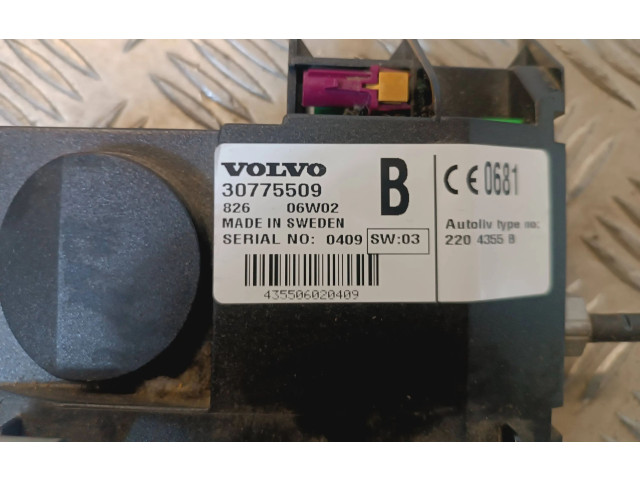 VOLVO
30775509
826 06W02
MADE IN SWEDEN
SERIAL NO: 0409 SW:03
435506020409
B
CE 0681
Autoliv type no:
220 4355 B